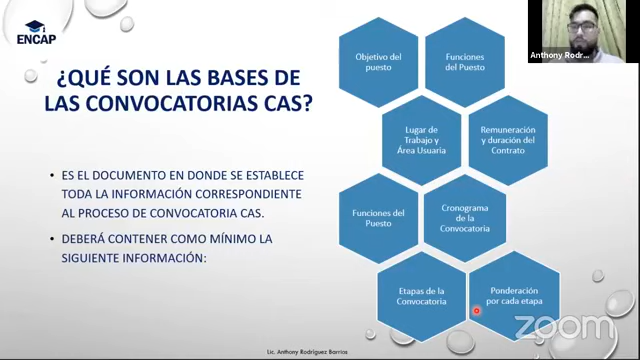 ENCAP
¿QUÉ SON LAS BASES DE
LAS CONVOCATORIAS CAS?
• ES EL DOCUMENTO EN DONDE SE ESTABLECE
TODA LA INFORMACIÓN CORRESPONDIENTE
AL PROCESO DE CONVOCATORIA CAS.
• DEBERÁ CONTENER COMO MÍNIMO LA
SIGUIENTE INFORMACIÓN:
Objetivo del
puesto
Funciones
del Puesto
Lugar de
Trabajo y
Área Usuaria
Remuneración
y duración del
Contrato
Funciones del
Puesto
Cronograma
de la
Convocatoria
Etapas de la
Convocatoria
Ponderación
por cada etapa
Anthony Rodr...
zoom
Lic. Anthony Rodríguez Barrios